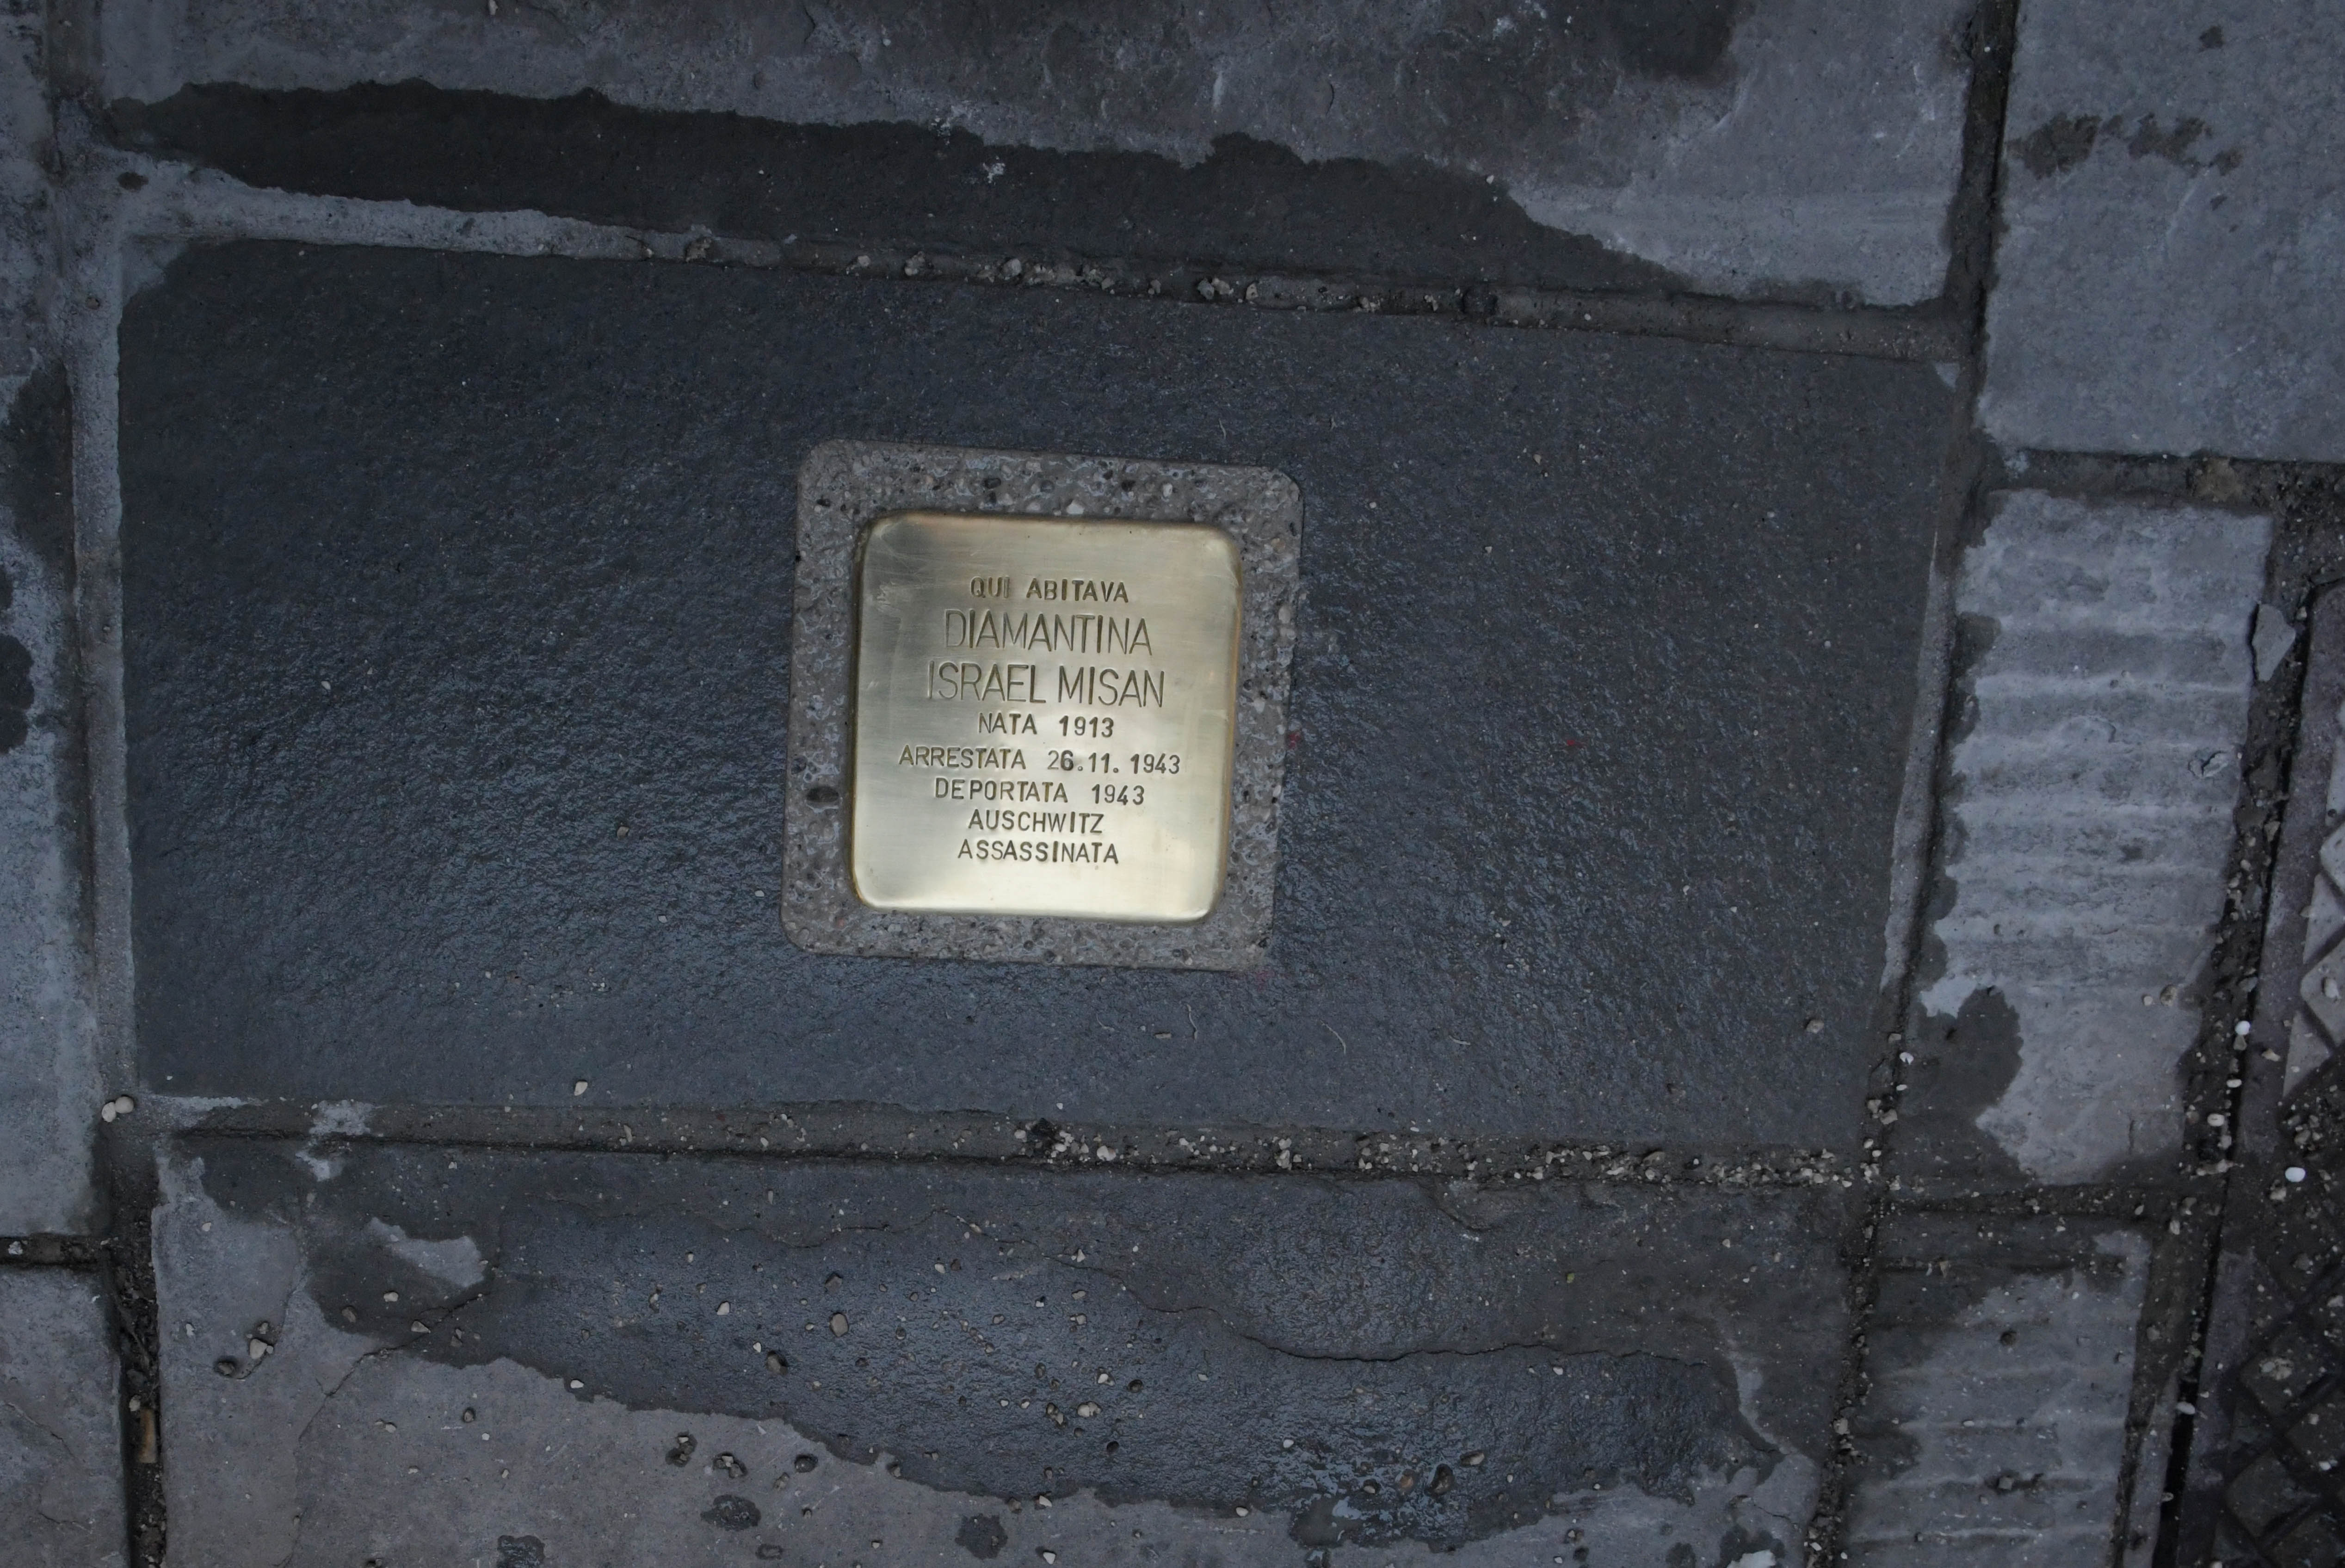 QUI ABITAVA
DIAMANTINA
ISRAEL MISAN
NATA 1913
ARRESTATA 26.11.1943
DEPORTATA 1943
AUSCHWITZ
ASSASSINATA